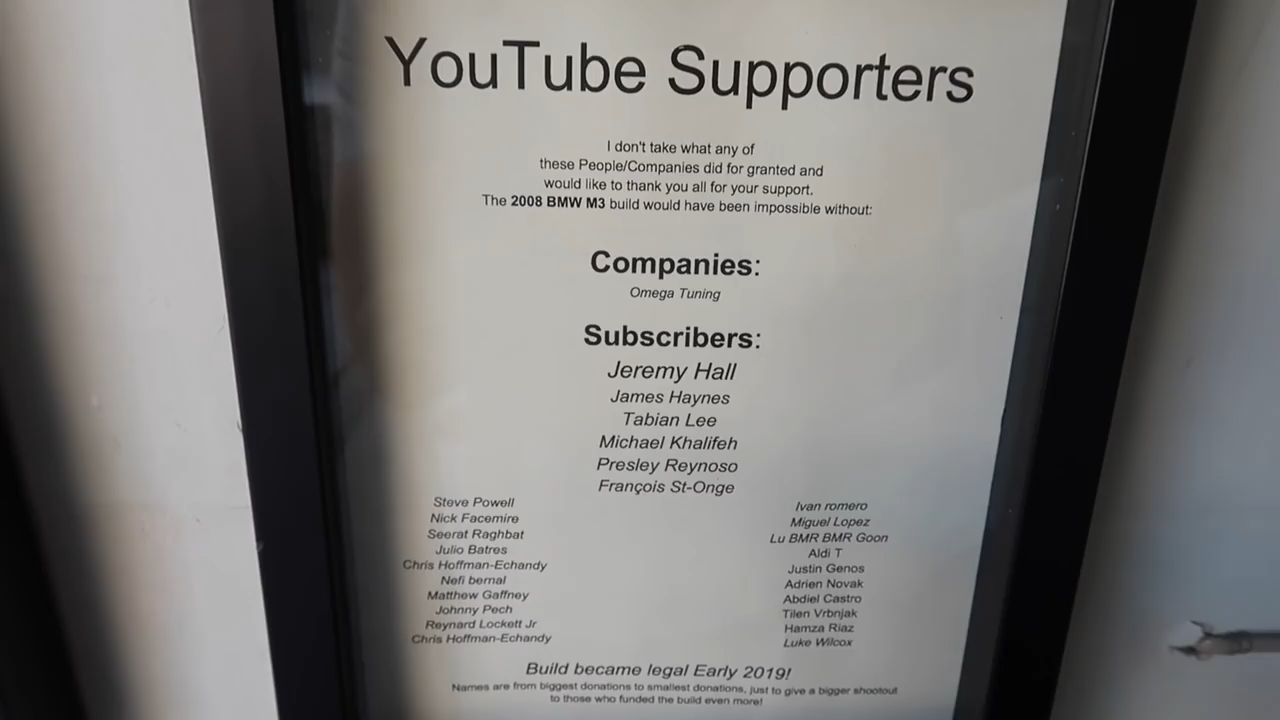 YouTube Supporters
I don't take what any of
these People/Companies did for granted and
would like to thank you all for your support.
The 2008 BMW M3 build would have been impossible without:
Companies:
Omega Tuning
Subscribers:
Jeremy Hall
James Haynes
Tabian Lee
Michael Khalifeh
Presley Reynoso
François St-Onge
Steve Powell
Nick Facemire
Seerat Raghbat
Julio Batres
Chris Hoffman-Echandy
Nefi bernal
Matthew Gaffney
Johnny Pech
Reynard Lockett Jr
Chris Hoffman-Echandy
Ivan romero
Miguel Lopez
Lu BMR BMR Goon
Aldi T
Justin Genos
Adrien Novak
Abdiel Castro
Tilen Vrbnjak
Hamza Riaz
Luke Wilcox
Build became legal Early 2019!
Names are from biggest donations to smallest donations, just to give a bigger shootout
to those who funded the build even more!